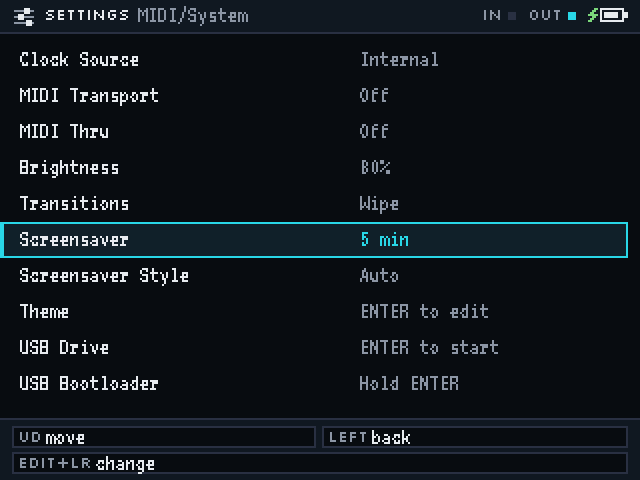 SETTINGS MIDI/System IN OUT
Clock Source Internal
MIDI Transport Off
MIDI Thru Off
Brightness 80%
Transitions Wipe
Screensaver 5 min
Screensaver Style Auto
Theme ENTER to edit
USB Drive ENTER to start
USB Bootloader Hold ENTER
UD move LEFT back
EDIT+LR change